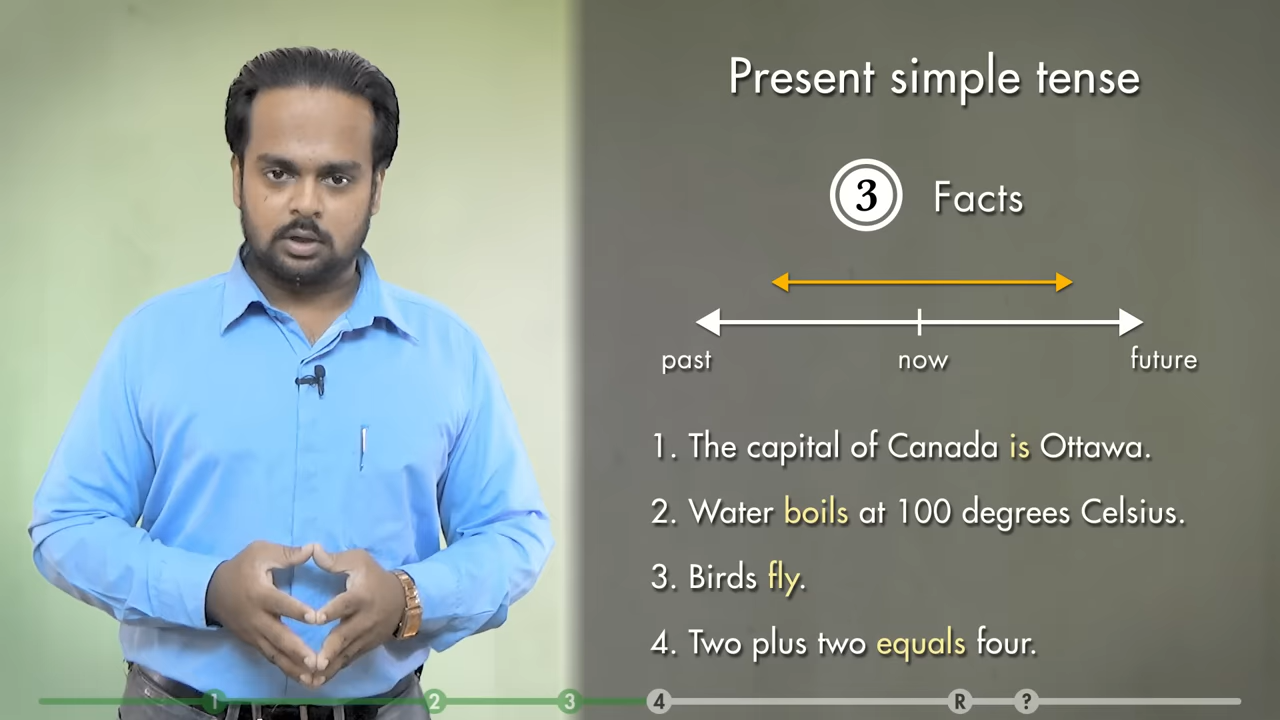 Present simple tense
3 Facts
past now future
1. The capital of Canada is Ottawa.
2. Water boils at 100 degrees Celsius.
3. Birds fly.
4. Two plus two equals four.
1 2 3 4 R ?